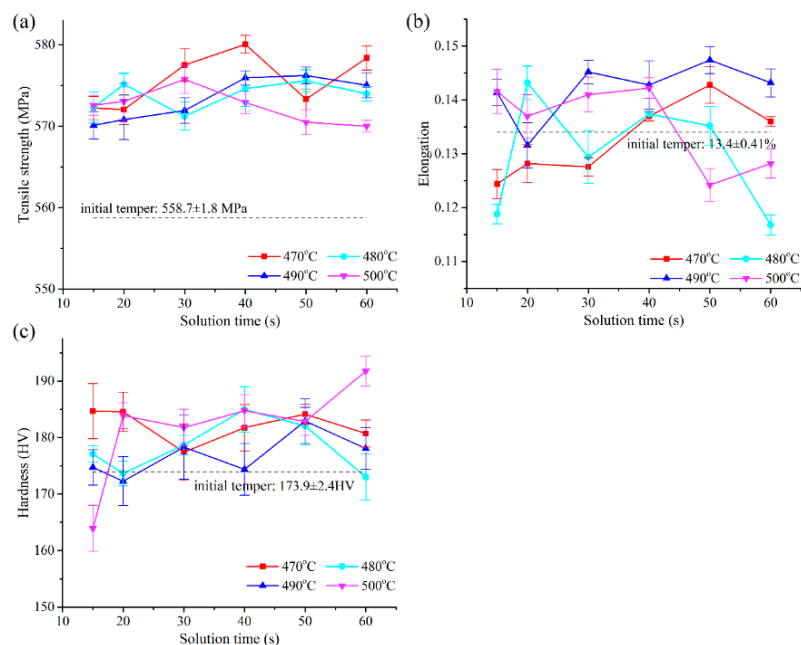 (a)
580
570
560
550
Tensile strength (MPa)
initial temper: 558.7±1.8 MPa
470°C
480°C
490°C
500°C
10
20
30
40
50
60
Solution time (s)
(b)
0.15
0.14
0.13
0.12
0.11
Elongation
initial temper: 13.4±0.41%
470°C
480°C
490°C
500°C
10
20
30
40
50
60
Solution time (s)
(c)
190
180
170
160
150
Hardness (HV)
initial temper: 173.9±2.4HV
470°C
480°C
490°C
500°C
10
20
30
40
50
60
Solution time (s)